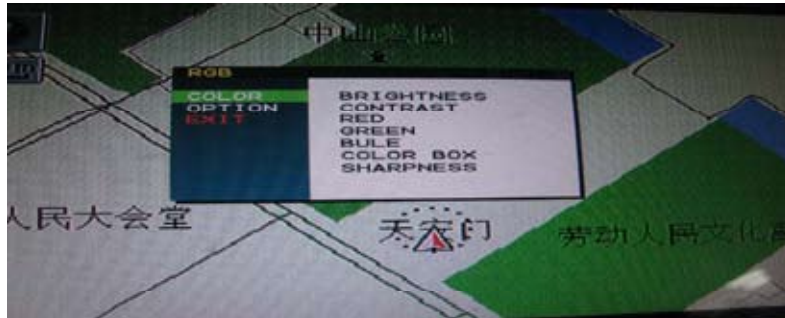 中山公园
RGB
COLOR
OPTION
EXIT
BRIGHTNESS
CONTRAST
RED
GREEN
BULE
COLOR BOX
SHARPNESS
人民大会堂
天安门
劳动人民文化